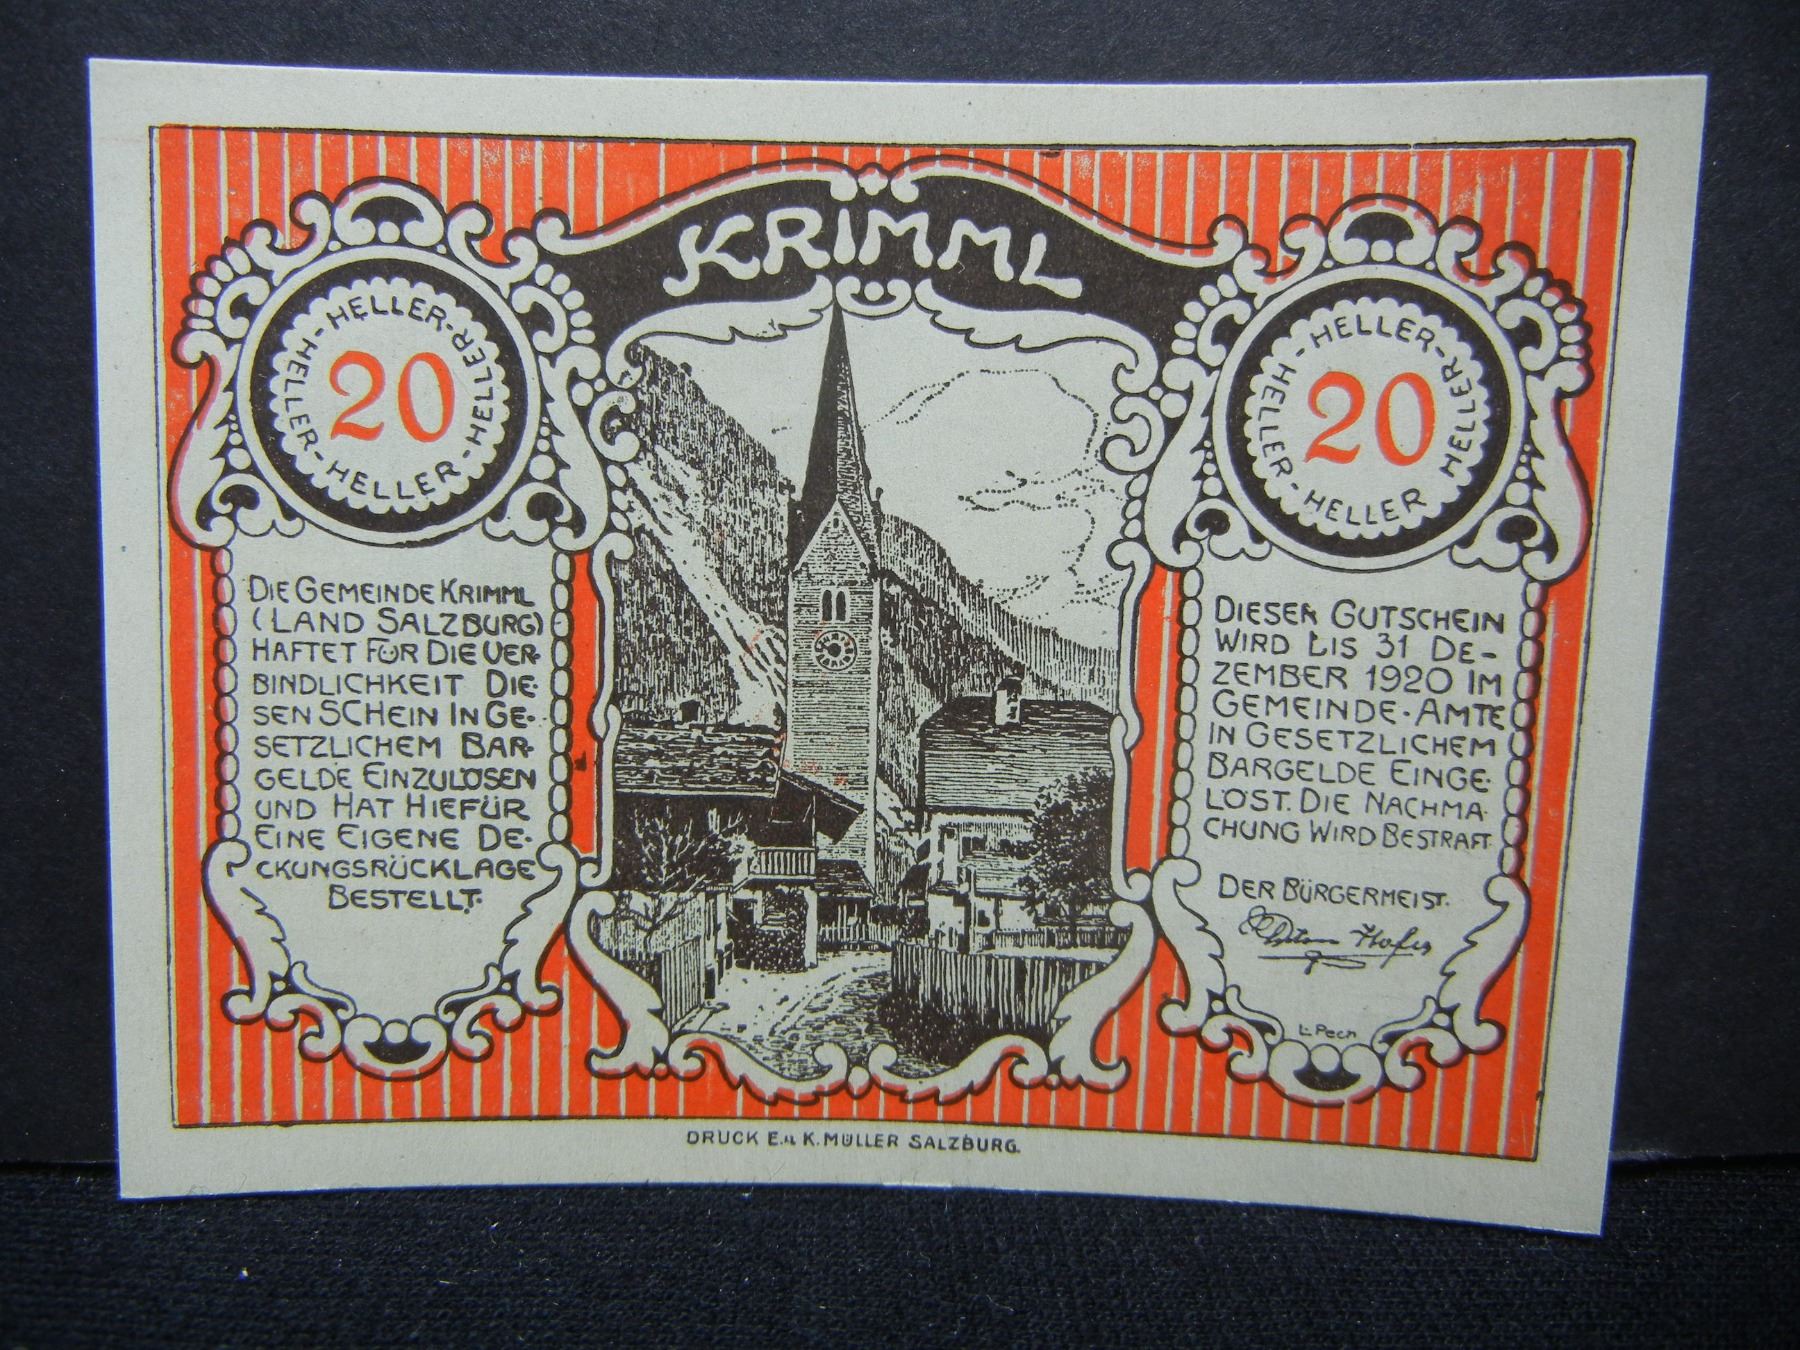 KRIMML
HELLER-HELLER-HELLER-HELLER-
20
HELLER-HELLER-HELLER-HELLER-
20
DIE GEMEINDE KRIMML
(LAND SALZBURG)
HAFTET FÜR DIE VER-
BINDLICHKEIT DIE-
SEN SCHEIN IN GE-
SETZLICHEM BAR-
GELDE EINZULÖSEN
UND HAT HIEFÜR
EINE EIGENE DE-
CKUNGSRÜCKLAGE
BESTELLT.
DIESER GUTSCHEIN
WIRD BIS 31 DE-
ZEMBER 1920 IM
GEMEINDE-AMTE
IN GESETZLICHEM
BARGELDE EINGE-
LÖST. DIE NACHMA-
CHUNG WIRD BESTRAFT.
DER BÜRGERMEIST.
Hofer
L. Pech
DRUCK E. u. K. MÜLLER SALZBURG.